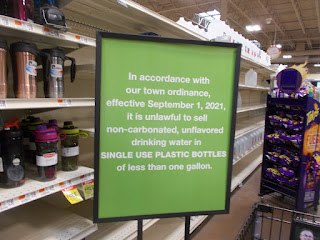 In accordance with
our town ordinance,
effective September 1, 2021,
it is unlawful to sell
non-carbonated, unflavored
drinking water in
SINGLE USE PLASTIC BOTTLES
of less than one gallon.